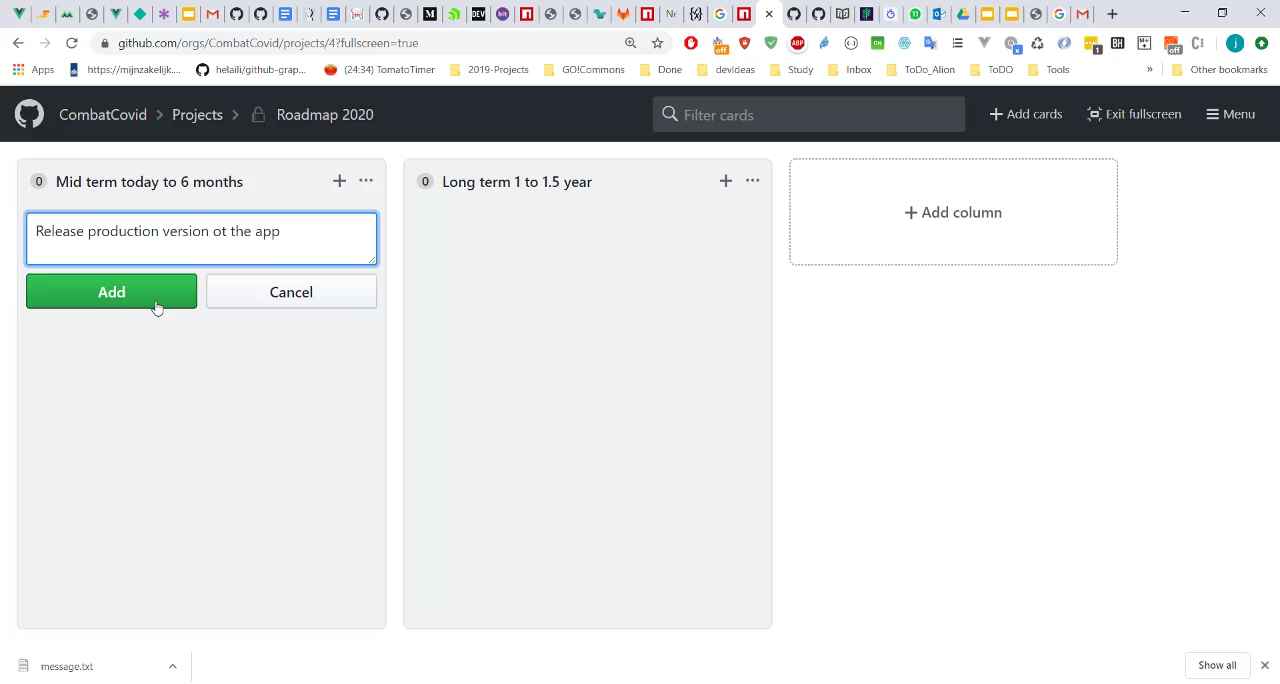 github.com/orgs/CombatCovid/projects/4?fullscreen=true
Apps
https://mijnzakelijk....
helaili/github-grap...
(24:34) TomatoTimer
2019-Projects
GO!Commons
Done
devIdeas
Study
Inbox
ToDo_Alion
ToDO
Tools
»
Other bookmarks
CombatCovid > Projects > Roadmap 2020
Filter cards
Add cards
Exit fullscreen
Menu
0 Mid term today to 6 months
Release production version ot the app
Add
Cancel
0 Long term 1 to 1.5 year
Add column
message.txt
Show all